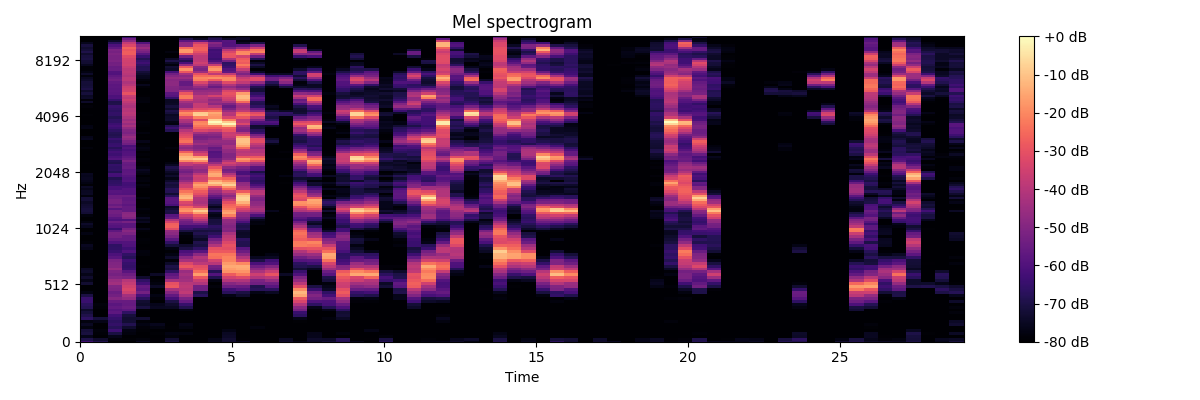 Mel spectrogram
8192
4096
2048
1024
512
0
Hz
0 5 10 15 20 25
Time
+0 dB
-10 dB
-20 dB
-30 dB
-40 dB
-50 dB
-60 dB
-70 dB
-80 dB